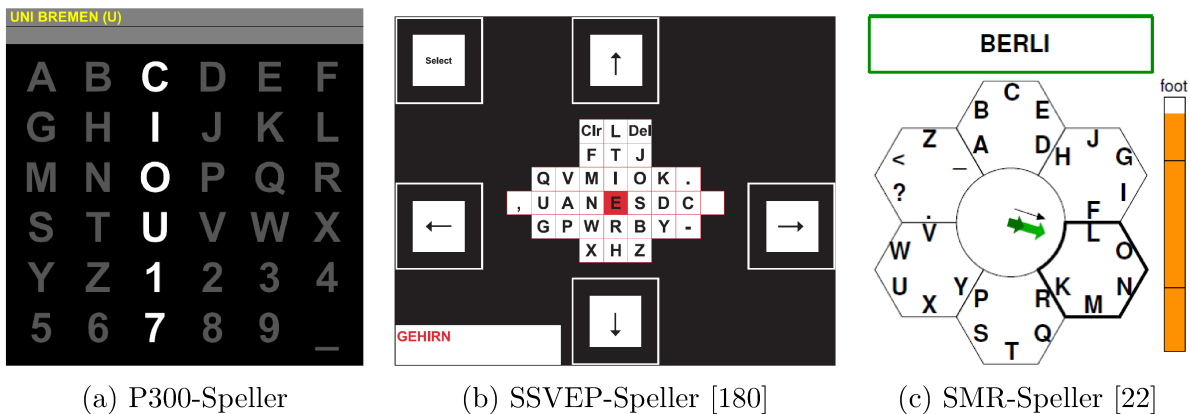 UNI BREMEN (U)
A B C D E F
G H I J K L
M N O P Q R
S T U V W X
Y Z 1 2 3 4
5 6 7 8 9 _
(a) P300-Speller
Select
↑
←
→
↓
Clr L Del
F T J
Q V M I O K .
, U A N E S D C
G P W R B Y -
X H Z
GEHIRN
(b) SSVEP-Speller [180]
BERLI
foot
C
B E
A D
J
H G
I
F
L
O
K N
M
R
P Q
S T
V
W
U Y
X
Z
< _
?
.
(c) SMR-Speller [22]